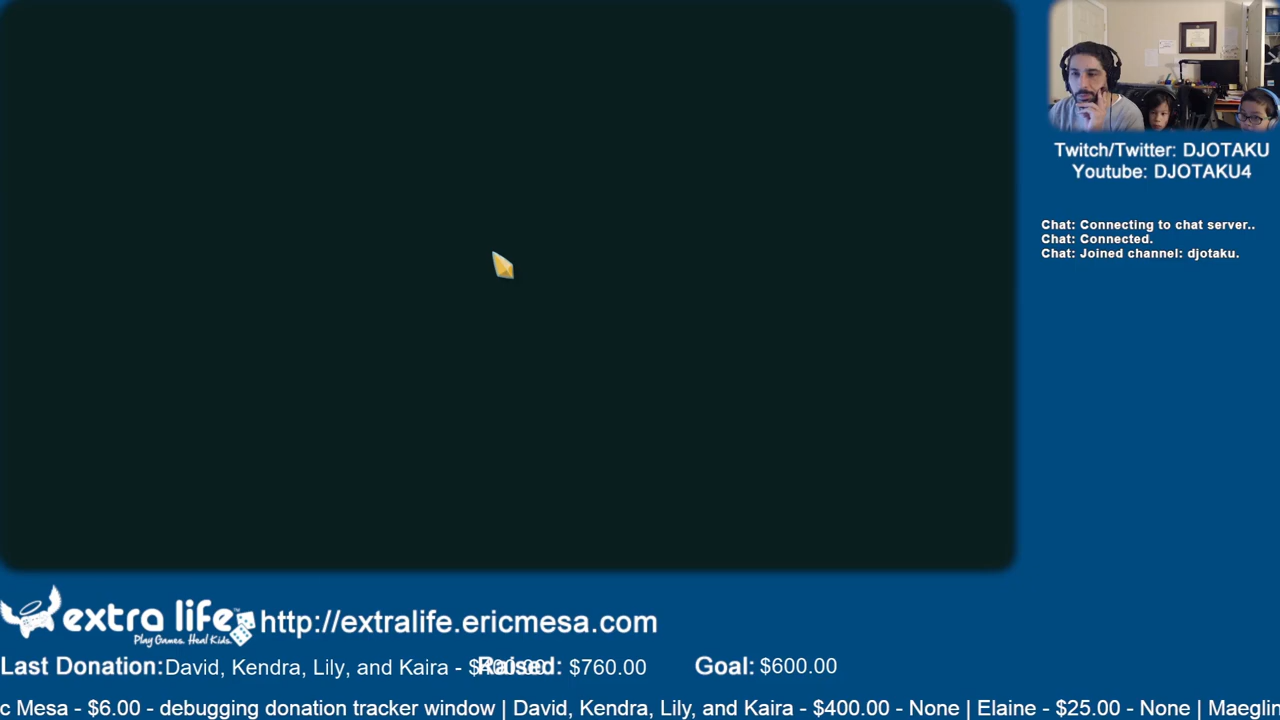 Twitch/Twitter: DJOTAKU
Youtube: DJOTAKU4
Chat: Connecting to chat server..
Chat: Connected.
Chat: Joined channel: djotaku.
extra life
Play Games. Heal Kids.
http://extralife.ericmesa.com
Last Donation: David, Kendra, Lily, and Kaira - $400.00 Raised: $760.00 Goal: $600.00
c Mesa - $6.00 - debugging donation tracker window | David, Kendra, Lily, and Kaira - $400.00 - None | Elaine - $25.00 - None | Maeglin